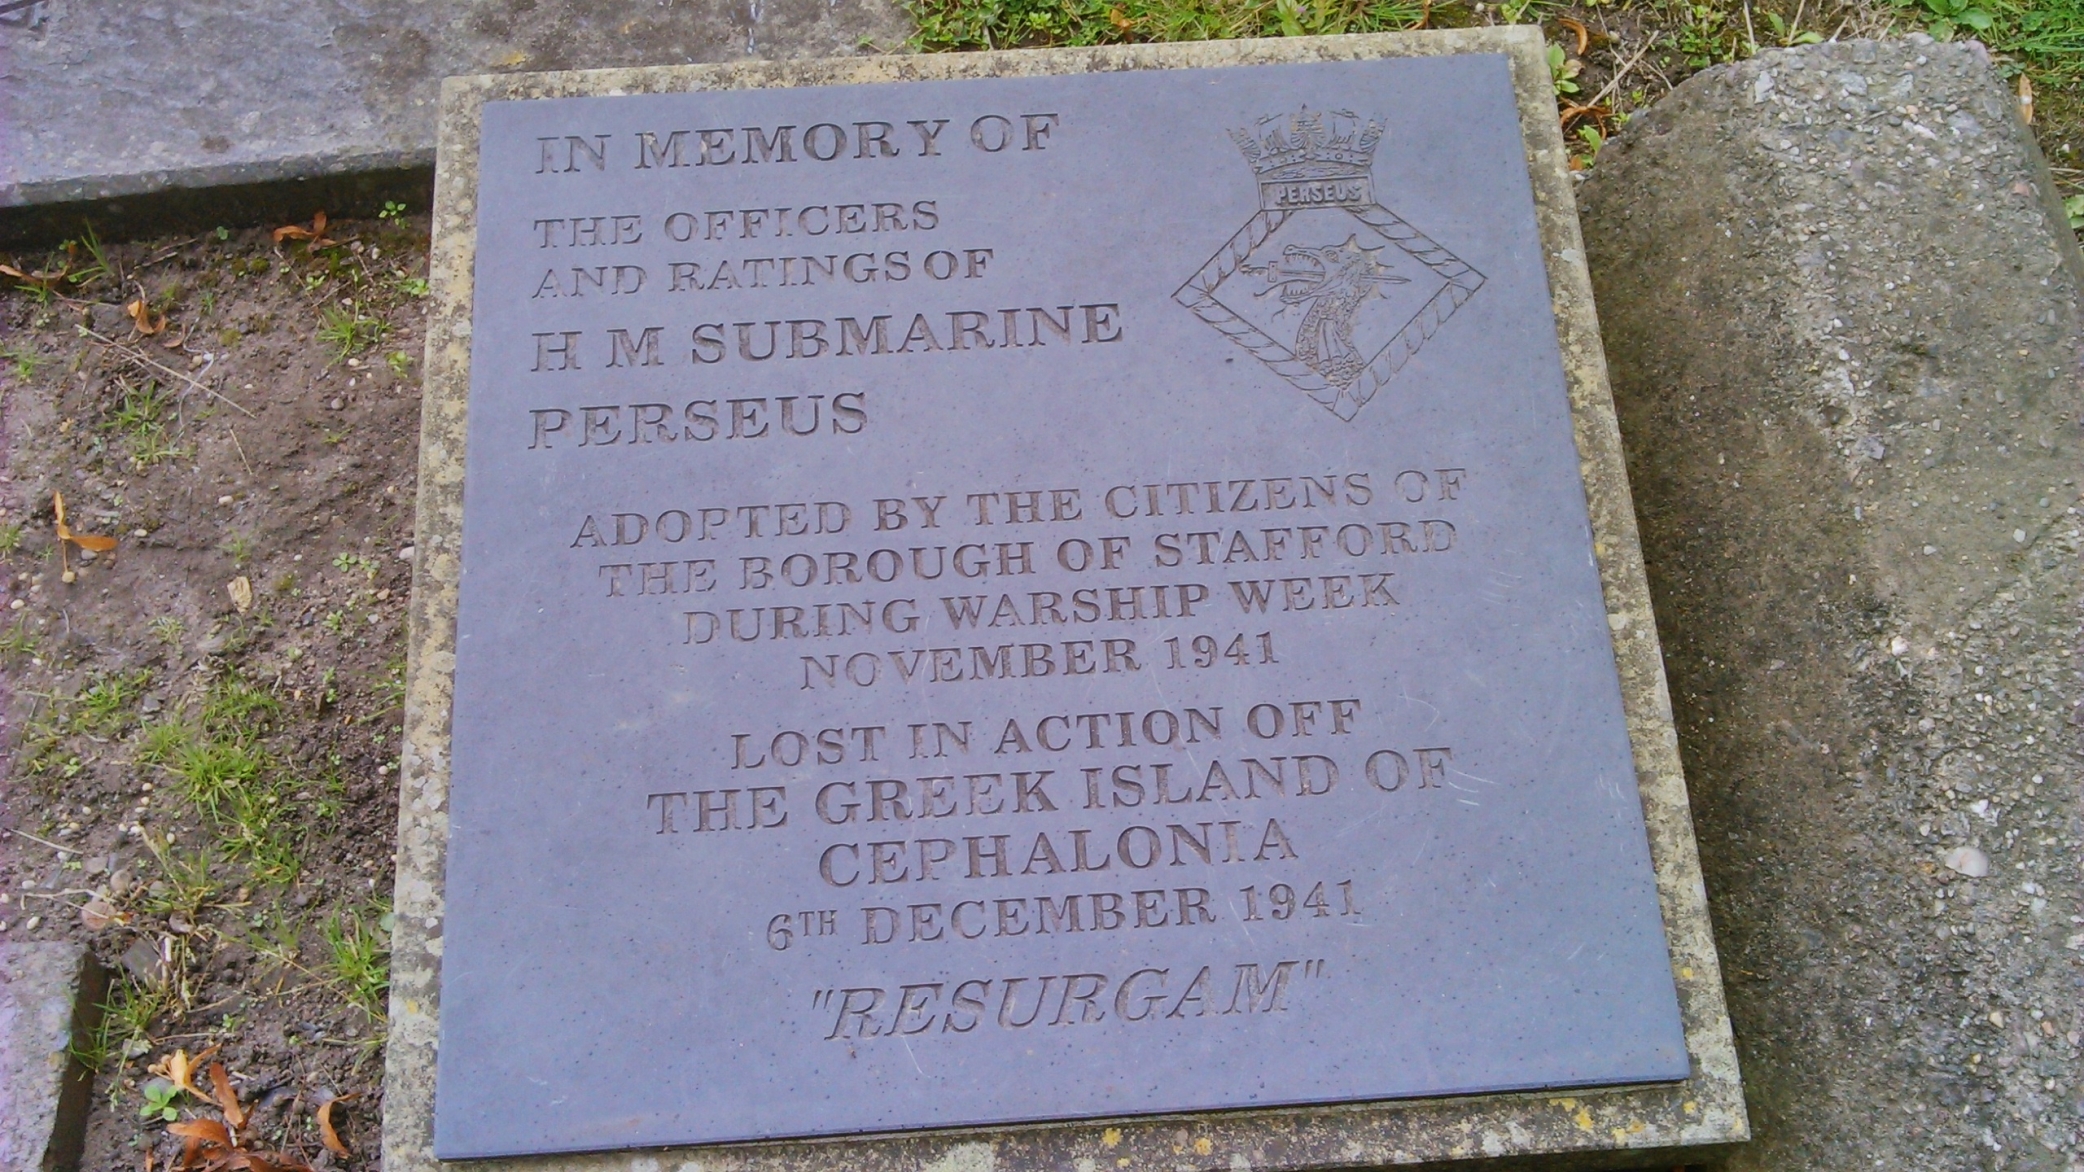 IN MEMORY OF
PERSEUS
THE OFFICERS
AND RATINGS OF
H M SUBMARINE
PERSEUS
ADOPTED BY THE CITIZENS OF
THE BOROUGH OF STAFFORD
DURING WARSHIP WEEK
NOVEMBER 1941
LOST IN ACTION OFF
THE GREEK ISLAND OF
CEPHALONIA
6TH DECEMBER 1941
"RESURGAM"